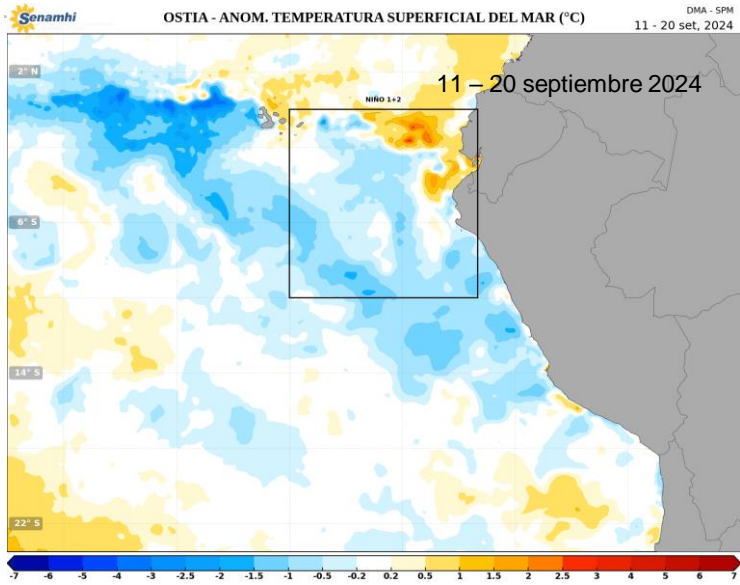 Senamhi
OSTIA - ANOM. TEMPERATURA SUPERFICIAL DEL MAR (°C)
DMA - SPM
11 - 20 set, 2024
2° N
11 – 20 septiembre 2024
NIÑO 1+2
6° S
14° S
22° S
-7 -6 -5 -4 -3 -2.5 -2 -1.5 -1 -0.5 -0.2 0.2 0.5 1 1.5 2 2.5 3 4 5 6 7